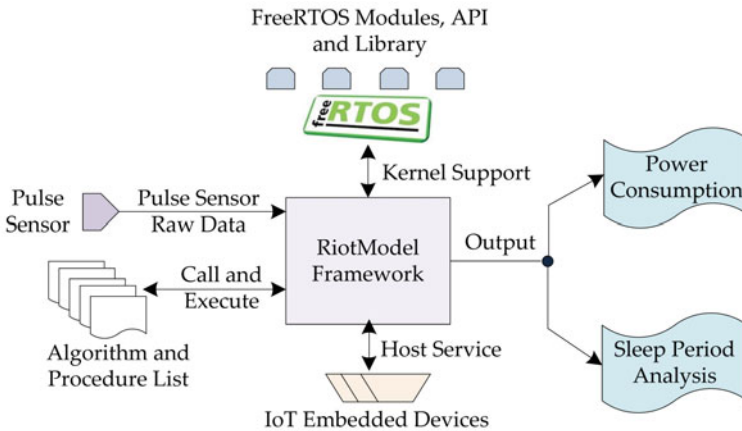 FreeRTOS Modules, API
and Library
free RTOS
Kernel Support
Pulse
Sensor
Pulse Sensor
Raw Data
RiotModel
Framework
Output
Power
Consumption
Call and
Execute
Algorithm and
Procedure List
Host Service
Sleep Period
Analysis
IoT Embedded Devices